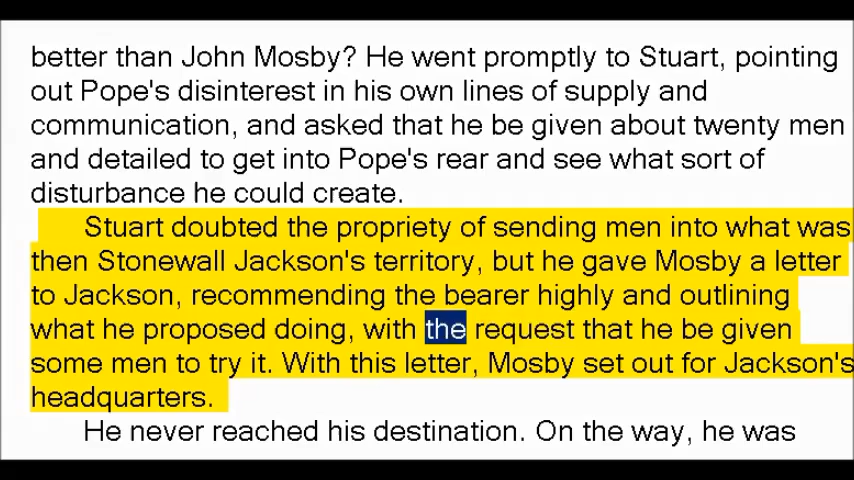 better than John Mosby? He went promptly to Stuart, pointing
out Pope's disinterest in his own lines of supply and
communication, and asked that he be given about twenty men
and detailed to get into Pope's rear and see what sort of
disturbance he could create.
Stuart doubted the propriety of sending men into what was
then Stonewall Jackson's territory, but he gave Mosby a letter
to Jackson, recommending the bearer highly and outlining
what he proposed doing, with the request that he be given
some men to try it. With this letter, Mosby set out for Jackson's
headquarters.
He never reached his destination. On the way, he was